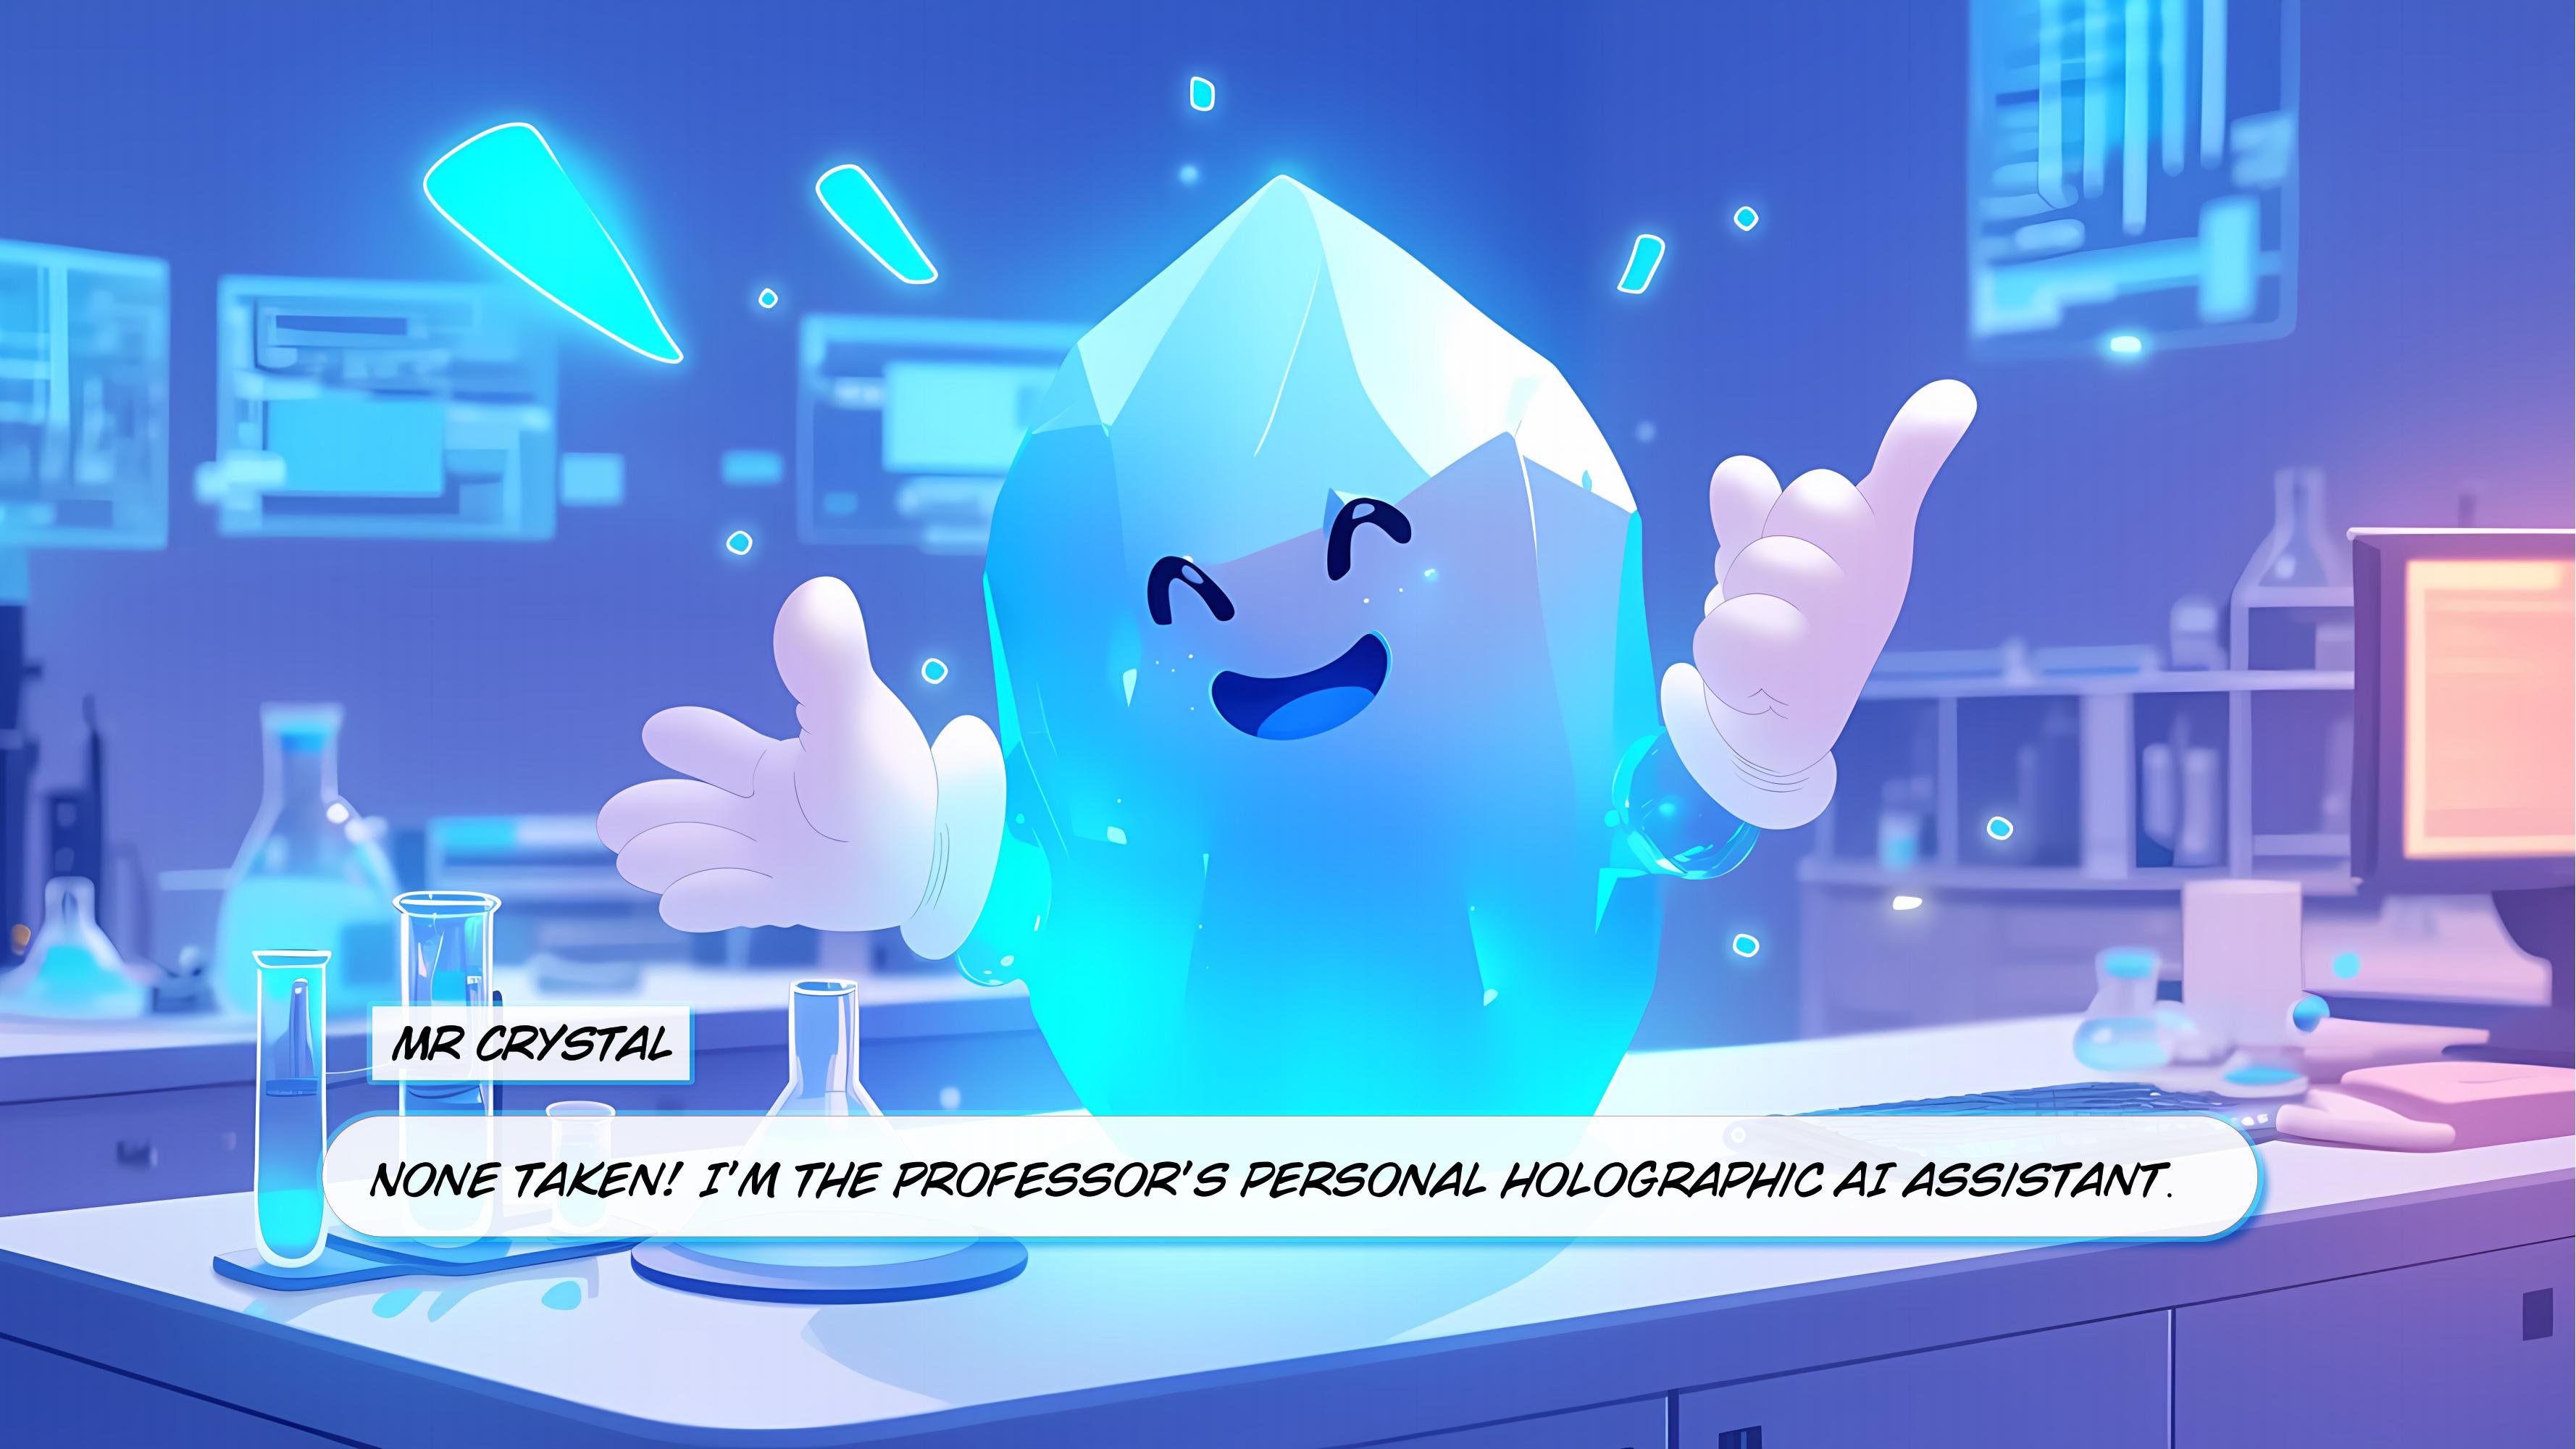 MR CRYSTAL
NONE TAKEN! I'M THE PROFESSOR'S PERSONAL HOLOGRAPHIC AI ASSISTANT.